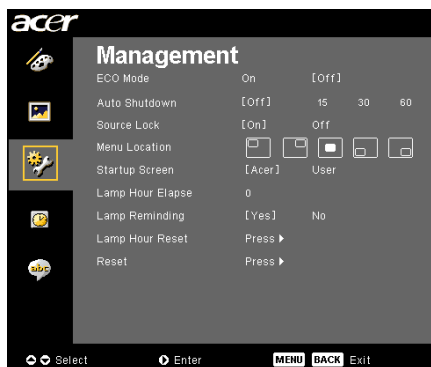 acer
Management
ECO Mode On [Off]
Auto Shutdown [Off] 15 30 60
Source Lock [On] Off
Menu Location
Startup Screen [Acer] User
Lamp Hour Elapse 0
Lamp Reminding [Yes] No
Lamp Hour Reset Press
Reset Press
abc
Select Enter MENU BACK Exit